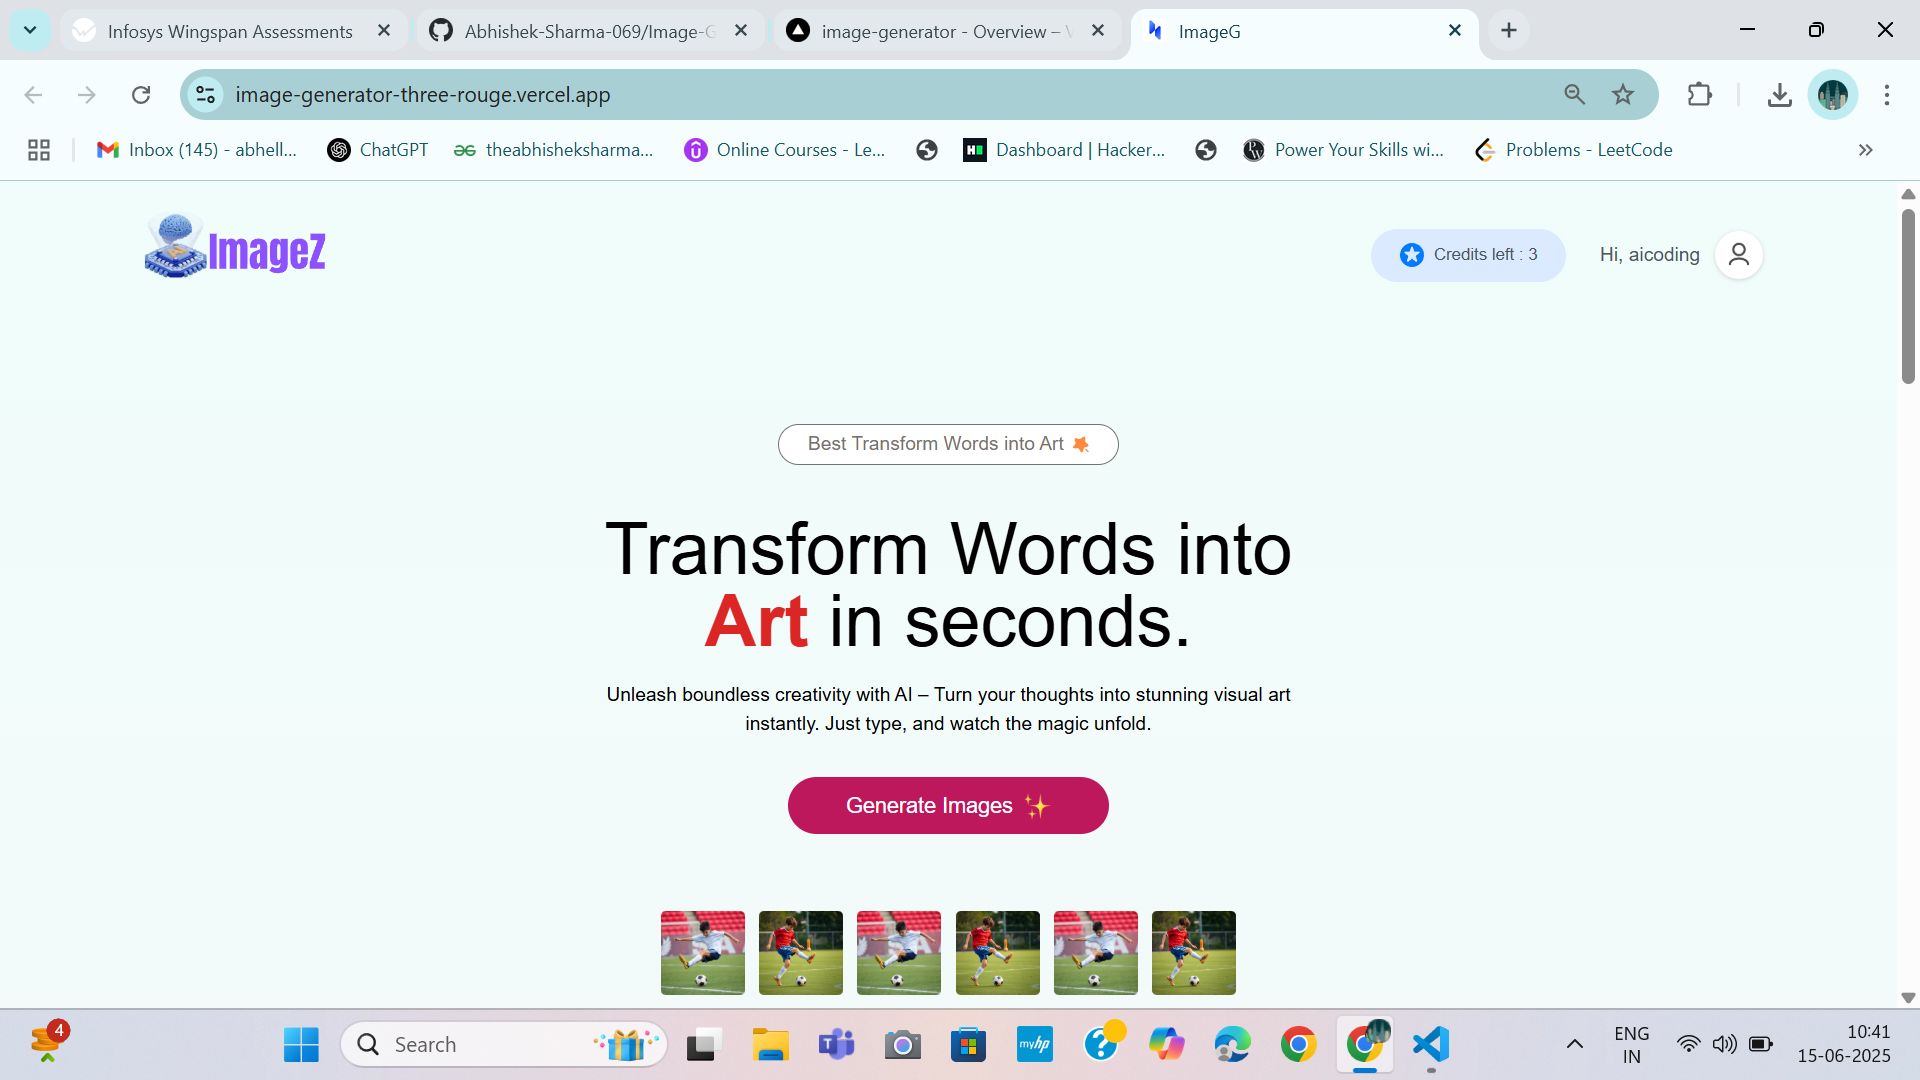 Infosys Wingspan Assessments
Abhishek-Sharma-069/Image-G
image-generator - Overview – V
ImageG
image-generator-three-rouge.vercel.app
Inbox (145) - abhell...
ChatGPT
theabhisheksharma...
Online Courses - Le...
Dashboard | Hacker...
Power Your Skills wi...
Problems - LeetCode
ImageZ
Credits left : 3
Hi, aicoding
Best Transform Words into Art
Transform Words into
Art in seconds.
Unleash boundless creativity with AI – Turn your thoughts into stunning visual art
instantly. Just type, and watch the magic unfold.
Generate Images
4
Search
myhp
ENG
IN
10:41
15-06-2025